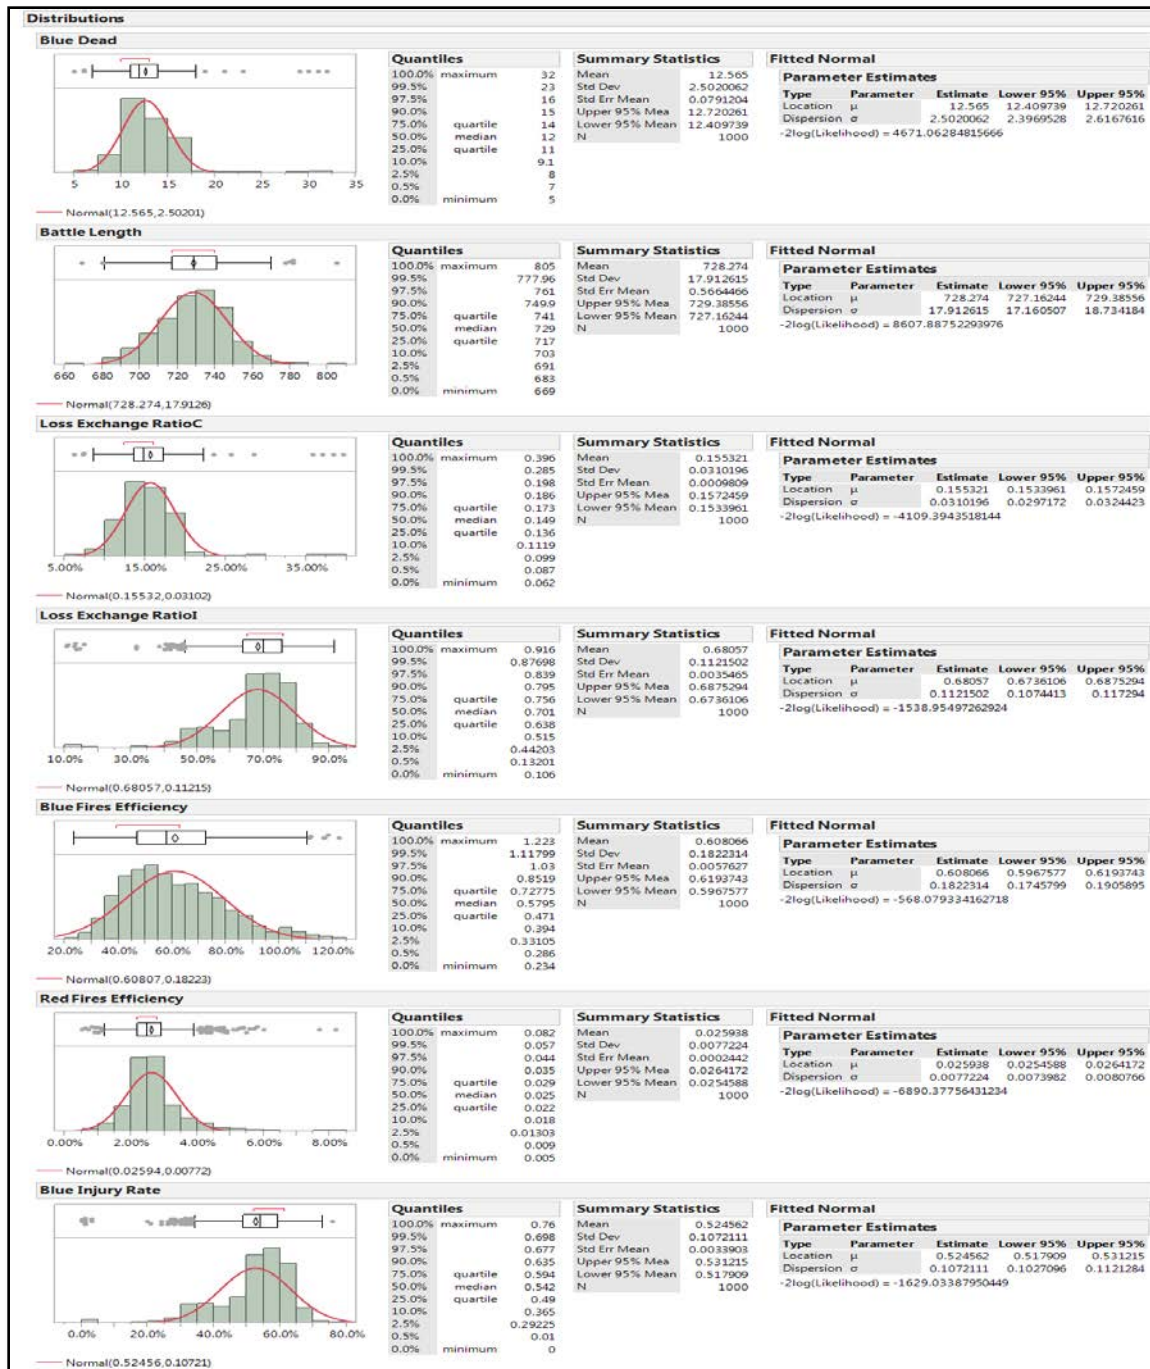 Distributions
Blue Dead
Quantiles
100.0% maximum 32
99.5% 23
97.5% 16
90.0% 15
75.0% quartile 14
50.0% median 12
25.0% quartile 11
10.0% 9.1
2.5% 8
0.5% 7
0.0% minimum 5
Summary Statistics
Mean 12.565
Std Dev 2.5020062
Std Err Mean 0.0791204
Upper 95% Mea 12.720261
Lower 95% Mean 12.409739
N 1000
Fitted Normal
Parameter Estimates
Type Parameter Estimate Lower 95% Upper 95%
Location μ 12.565 12.409739 12.720261
Dispersion σ 2.5020062 2.3969528 2.6167616
-2log(Likelihood) = 4671.06284815666
5 10 15 20 25 30 35
Normal(12.565,2.50201)
Battle Length
Quantiles
100.0% maximum 805
99.5% 777.96
97.5% 761
90.0% 749.9
75.0% quartile 741
50.0% median 729
25.0% quartile 717
10.0% 703
2.5% 691
0.5% 683
0.0% minimum 669
Summary Statistics
Mean 728.274
Std Dev 17.912615
Std Err Mean 0.5664466
Upper 95% Mea 729.38556
Lower 95% Mean 727.16244
N 1000
Fitted Normal
Parameter Estimates
Type Parameter Estimate Lower 95% Upper 95%
Location μ 728.274 727.16244 729.38556
Dispersion σ 17.912615 17.160507 18.734184
-2log(Likelihood) = 8607.88752293976
660 680 700 720 740 760 780 800
Normal(728.274,17.9126)
Loss Exchange RatioC
Quantiles
100.0% maximum 0.396
99.5% 0.285
97.5% 0.198
90.0% 0.186
75.0% quartile 0.173
50.0% median 0.149
25.0% quartile 0.136
10.0% 0.1119
2.5% 0.099
0.5% 0.087
0.0% minimum 0.062
Summary Statistics
Mean 0.155321
Std Dev 0.0310196
Std Err Mean 0.0009809
Upper 95% Mea 0.1572459
Lower 95% Mean 0.1533961
N 1000
Fitted Normal
Parameter Estimates
Type Parameter Estimate Lower 95% Upper 95%
Location μ 0.155321 0.1533961 0.1572459
Dispersion σ 0.0310196 0.0297172 0.0324423
-2log(Likelihood) = -4109.3943518144
5.00% 15.00% 25.00% 35.00%
Normal(0.15532,0.03102)
Loss Exchange RatioI
Quantiles
100.0% maximum 0.916
99.5% 0.87698
97.5% 0.839
90.0% 0.795
75.0% quartile 0.756
50.0% median 0.701
25.0% quartile 0.638
10.0% 0.515
2.5% 0.44203
0.5% 0.13201
0.0% minimum 0.106
Summary Statistics
Mean 0.68057
Std Dev 0.1121502
Std Err Mean 0.0035465
Upper 95% Mea 0.6875294
Lower 95% Mean 0.6736106
N 1000
Fitted Normal
Parameter Estimates
Type Parameter Estimate Lower 95% Upper 95%
Location μ 0.68057 0.6736106 0.6875294
Dispersion σ 0.1121502 0.1074413 0.117294
-2log(Likelihood) = -1538.95497262924
10.0% 30.0% 50.0% 70.0% 90.0%
Normal(0.68057,0.11215)
Blue Fires Efficiency
Quantiles
100.0% maximum 1.223
99.5% 1.11799
97.5% 1.03
90.0% 0.8519
75.0% quartile 0.72775
50.0% median 0.5795
25.0% quartile 0.471
10.0% 0.394
2.5% 0.33105
0.5% 0.286
0.0% minimum 0.234
Summary Statistics
Mean 0.608066
Std Dev 0.1822314
Std Err Mean 0.0057627
Upper 95% Mea 0.6193743
Lower 95% Mean 0.5967577
N 1000
Fitted Normal
Parameter Estimates
Type Parameter Estimate Lower 95% Upper 95%
Location μ 0.608066 0.5967577 0.6193743
Dispersion σ 0.1822314 0.1745799 0.1905895
-2log(Likelihood) = -568.079334162718
20.0% 40.0% 60.0% 80.0% 100.0% 120.0%
Normal(0.60807,0.18223)
Red Fires Efficiency
Quantiles
100.0% maximum 0.082
99.5% 0.057
97.5% 0.044
90.0% 0.035
75.0% quartile 0.029
50.0% median 0.025
25.0% quartile 0.022
10.0% 0.018
2.5% 0.01303
0.5% 0.009
0.0% minimum 0.005
Summary Statistics
Mean 0.025938
Std Dev 0.0077224
Std Err Mean 0.0002442
Upper 95% Mea 0.0264172
Lower 95% Mean 0.0254588
N 1000
Fitted Normal
Parameter Estimates
Type Parameter Estimate Lower 95% Upper 95%
Location μ 0.025938 0.0254588 0.0264172
Dispersion σ 0.0077224 0.0073982 0.0080766
-2log(Likelihood) = -6890.37756431234
0.00% 2.00% 4.00% 6.00% 8.00%
Normal(0.02594,0.00772)
Blue Injury Rate
Quantiles
100.0% maximum 0.76
99.5% 0.698
97.5% 0.677
90.0% 0.635
75.0% quartile 0.594
50.0% median 0.542
25.0% quartile 0.49
10.0% 0.365
2.5% 0.29225
0.5% 0.01
0.0% minimum 0
Summary Statistics
Mean 0.524562
Std Dev 0.1072111
Std Err Mean 0.0033903
Upper 95% Mea 0.531215
Lower 95% Mean 0.517909
N 1000
Fitted Normal
Parameter Estimates
Type Parameter Estimate Lower 95% Upper 95%
Location μ 0.524562 0.517909 0.531215
Dispersion σ 0.1072111 0.1027096 0.1121284
-2log(Likelihood) = -1629.03387950449
0.0% 20.0% 40.0% 60.0% 80.0%
Normal(0.52456,0.10721)